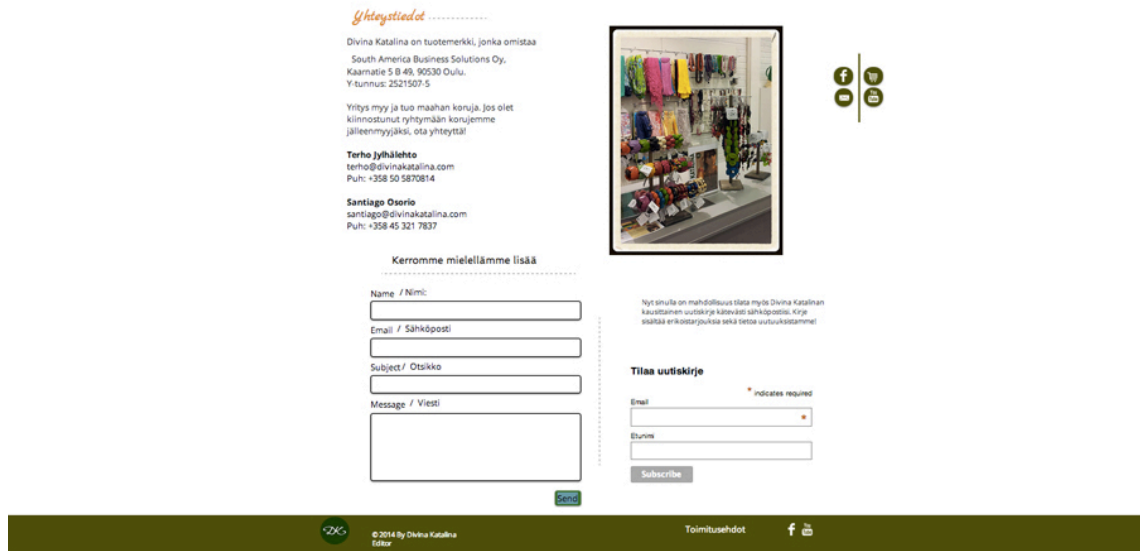 Yhteystiedot
Divina Katalina on tuotemerkki, jonka omistaa
South America Business Solutions Oy,
Kaarnatie 5 B 49, 90530 Oulu.
Y-tunnus: 2521507-5
Yritys myy ja tuo maahan koruja. Jos olet
kiinnostunut ryhtymään korujemme
jälleenmyyjäksi, ota yhteyttä!
Terho Jylhälehto
terho@divinakatalina.com
Puh: +358 50 5870814
Santiago Osorio
santiago@divinakatalina.com
Puh: +358 45 321 7837
Kerromme mielellämme lisää
Name / Nimi:
Email / Sähköposti
Subject / Otsikko
Message / Viesti
Send
Nyt sinulla on mahdollisuus tilata myös Divina Katalinan
kausittainen uutiskirje kätevästi sähköpostiisi. Kirje
sisältää erikoistarjouksia sekä tietoa uutuuksistamme!
Tilaa uutiskirje
* indicates required
Email
*
Etunimi
Subscribe
DK
© 2014 By Divina Katalina
Editor
Toimitusehdot
You Tube